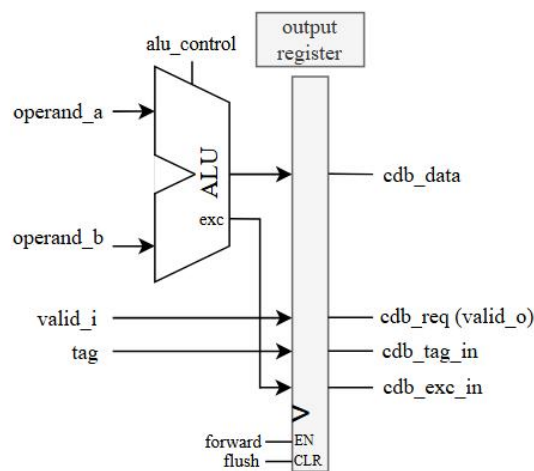 output
register
alu_control
operand_a
ALU
cdb_data
exc
operand_b
valid_i
cdb_req (valid_o)
tag
cdb_tag_in
cdb_exc_in
forward
EN
flush
CLR